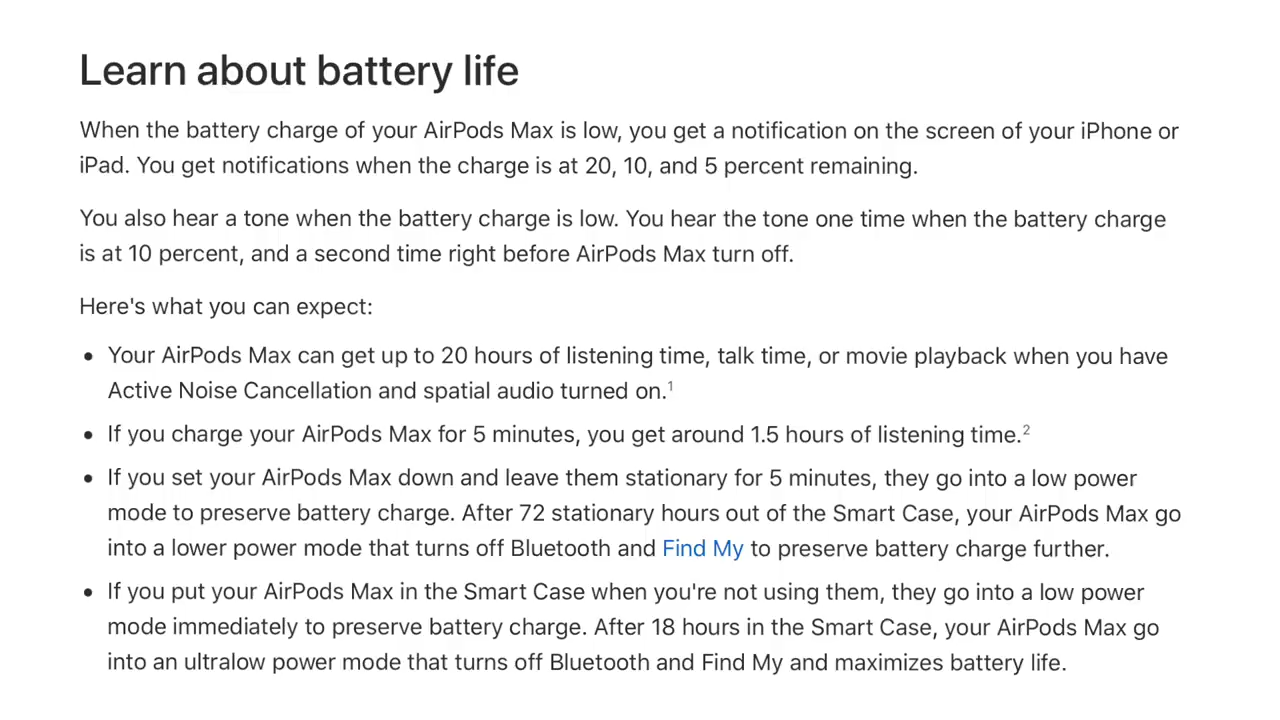 Learn about battery life
When the battery charge of your AirPods Max is low, you get a notification on the screen of your iPhone or
iPad. You get notifications when the charge is at 20, 10, and 5 percent remaining.
You also hear a tone when the battery charge is low. You hear the tone one time when the battery charge
is at 10 percent, and a second time right before AirPods Max turn off.
Here's what you can expect:
• Your AirPods Max can get up to 20 hours of listening time, talk time, or movie playback when you have
Active Noise Cancellation and spatial audio turned on.¹
• If you charge your AirPods Max for 5 minutes, you get around 1.5 hours of listening time.²
• If you set your AirPods Max down and leave them stationary for 5 minutes, they go into a low power
mode to preserve battery charge. After 72 stationary hours out of the Smart Case, your AirPods Max go
into a lower power mode that turns off Bluetooth and Find My to preserve battery charge further.
• If you put your AirPods Max in the Smart Case when you're not using them, they go into a low power
mode immediately to preserve battery charge. After 18 hours in the Smart Case, your AirPods Max go
into an ultralow power mode that turns off Bluetooth and Find My and maximizes battery life.